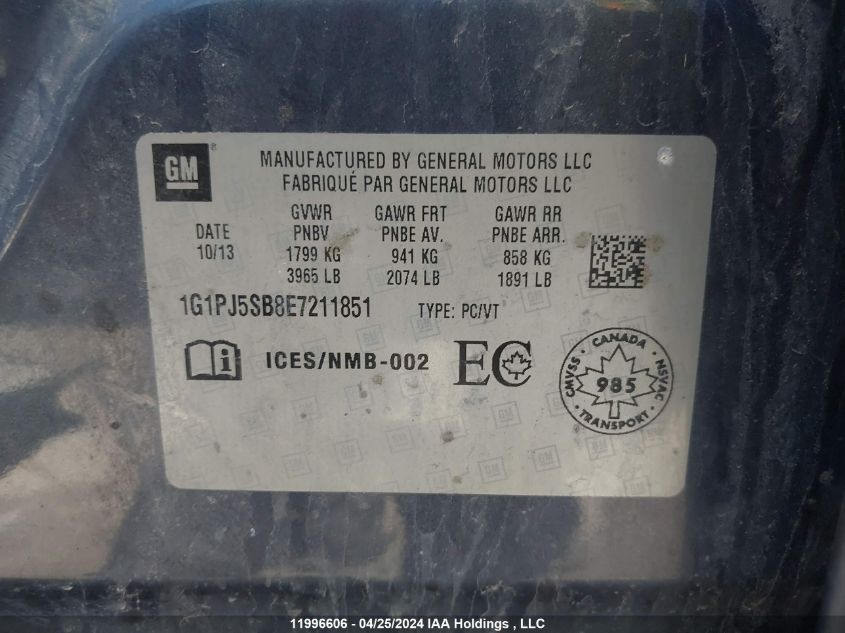 GM®
MANUFACTURED BY GENERAL MOTORS LLC
FABRIQUÉ PAR GENERAL MOTORS LLC
DATE
10/13
GVWR
PNBV
1799 KG
3965 LB
GAWR FRT
PNBE AV.
941 KG
2074 LB
GAWR RR
PNBE ARR.
858 KG
1891 LB
1G1PJ5SB8E7211851 TYPE: PC/VT
i ICES/NMB-002 EC
CANADA
CMVSS 985 NSVAC
TRANSPORT
11996606 - 04/25/2024 IAA Holdings , LLC